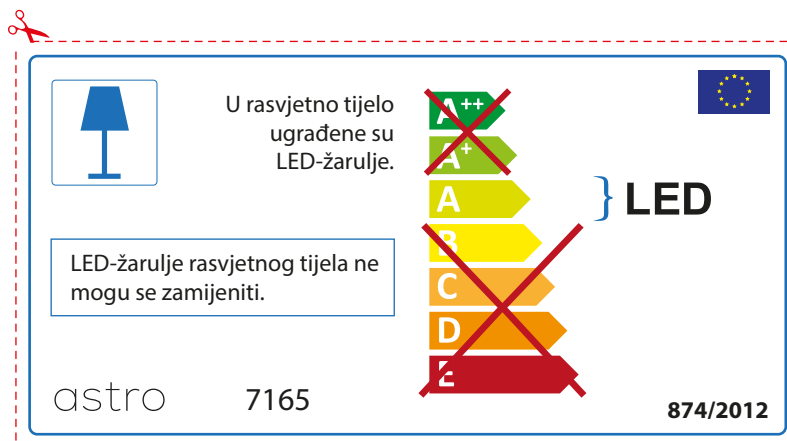 U rasvjetno tijelo
ugrađene su
LED-žarulje.
LED-žarulje rasvjetnog tijela ne
mogu se zamijeniti.
A++
A+
A
B
C
D
E
LED
astro
7165
874/2012